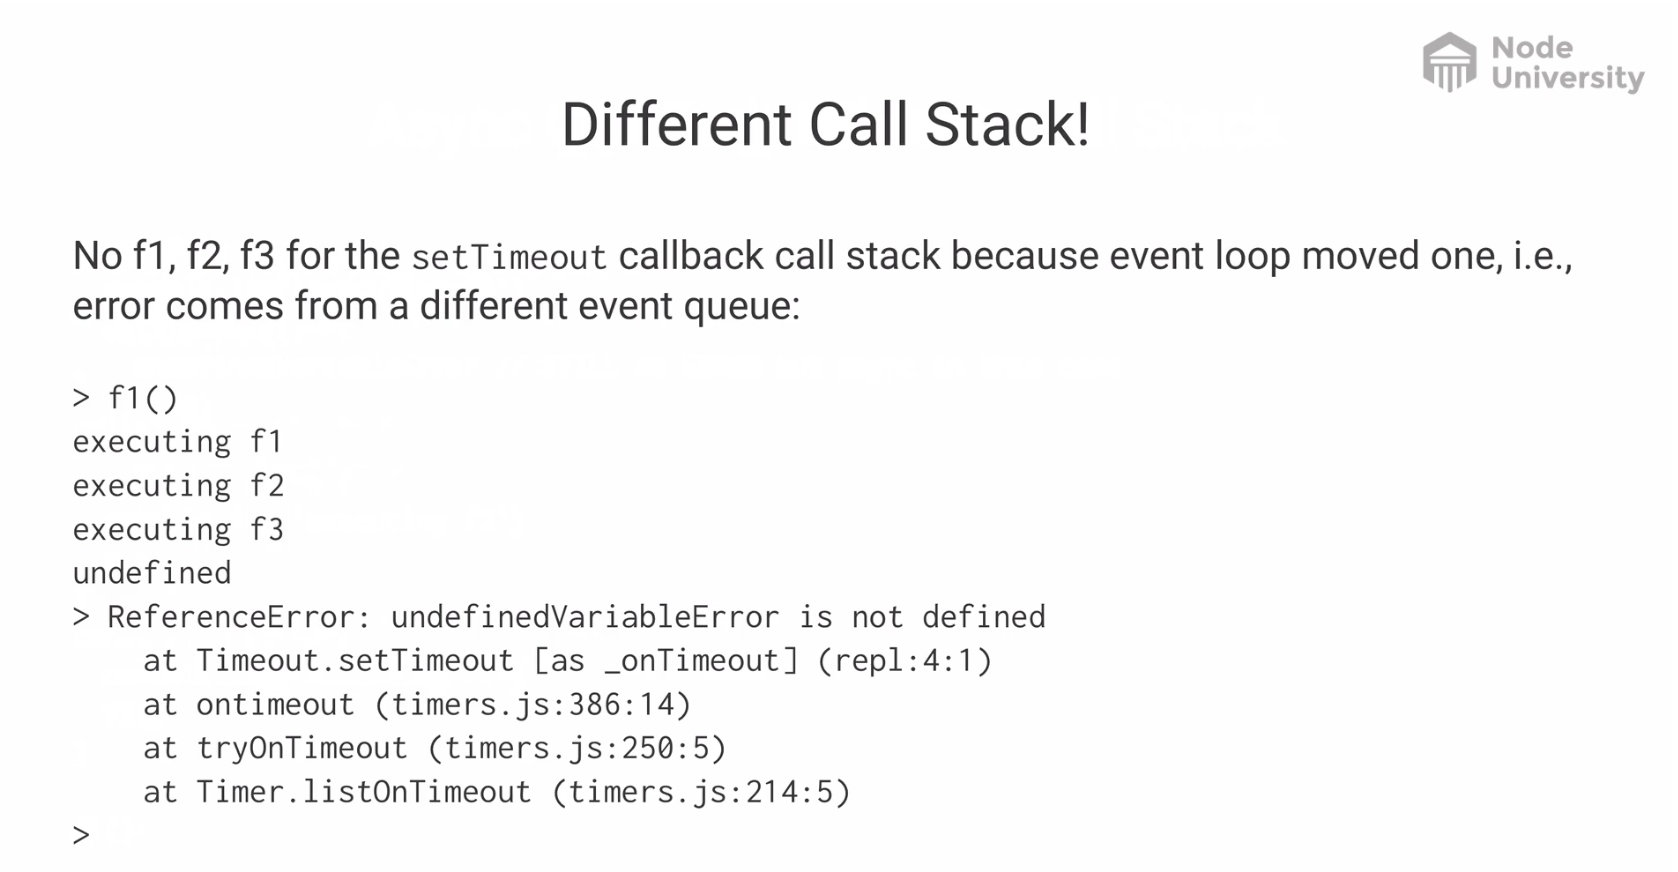 Node
University
Different Call Stack!
No f1, f2, f3 for the setTimeout callback call stack because event loop moved one, i.e.,
error comes from a different event queue:
> f1()
executing f1
executing f2
executing f3
undefined
> ReferenceError: undefinedVariableError is not defined
    at Timeout.setTimeout [as _onTimeout] (repl:4:1)
    at ontimeout (timers.js:386:14)
    at tryOnTimeout (timers.js:250:5)
    at Timer.listOnTimeout (timers.js:214:5)
>